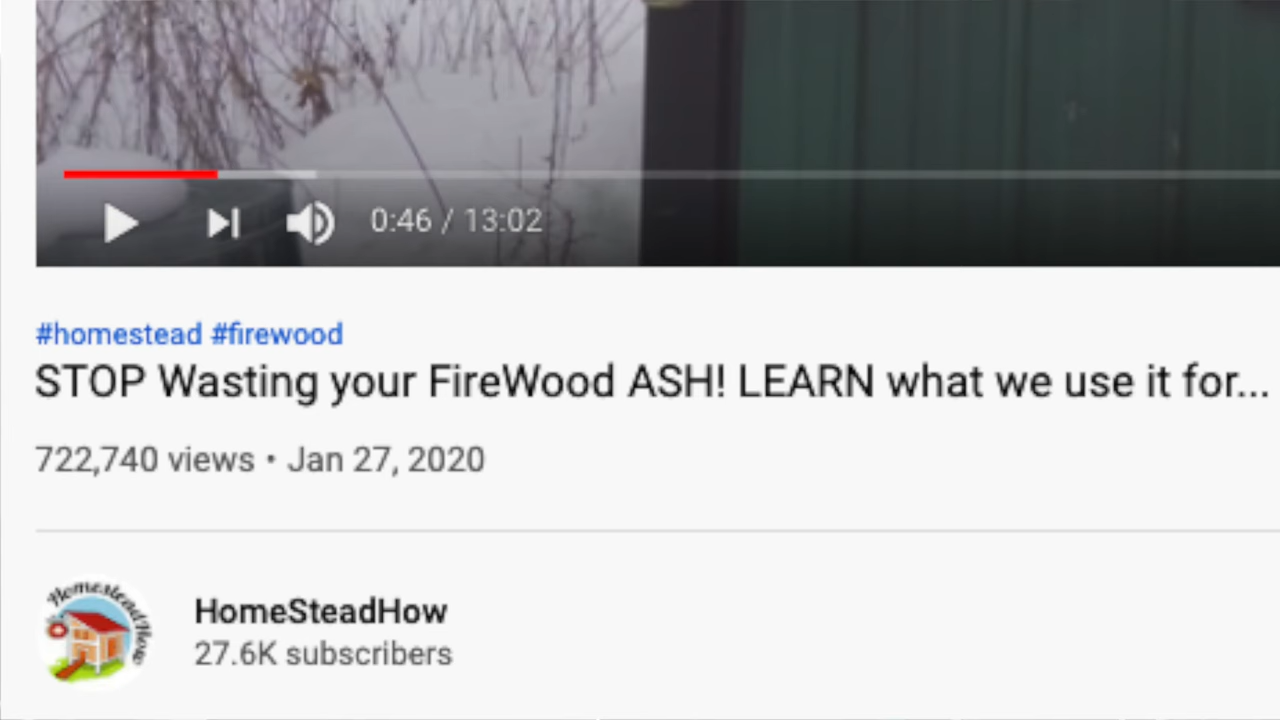 0:46 / 13:02
#homestead #firewood
STOP Wasting your FireWood ASH! LEARN what we use it for...
722,740 views • Jan 27, 2020
HomesteadHow
HomeSteadHow
27.6K subscribers